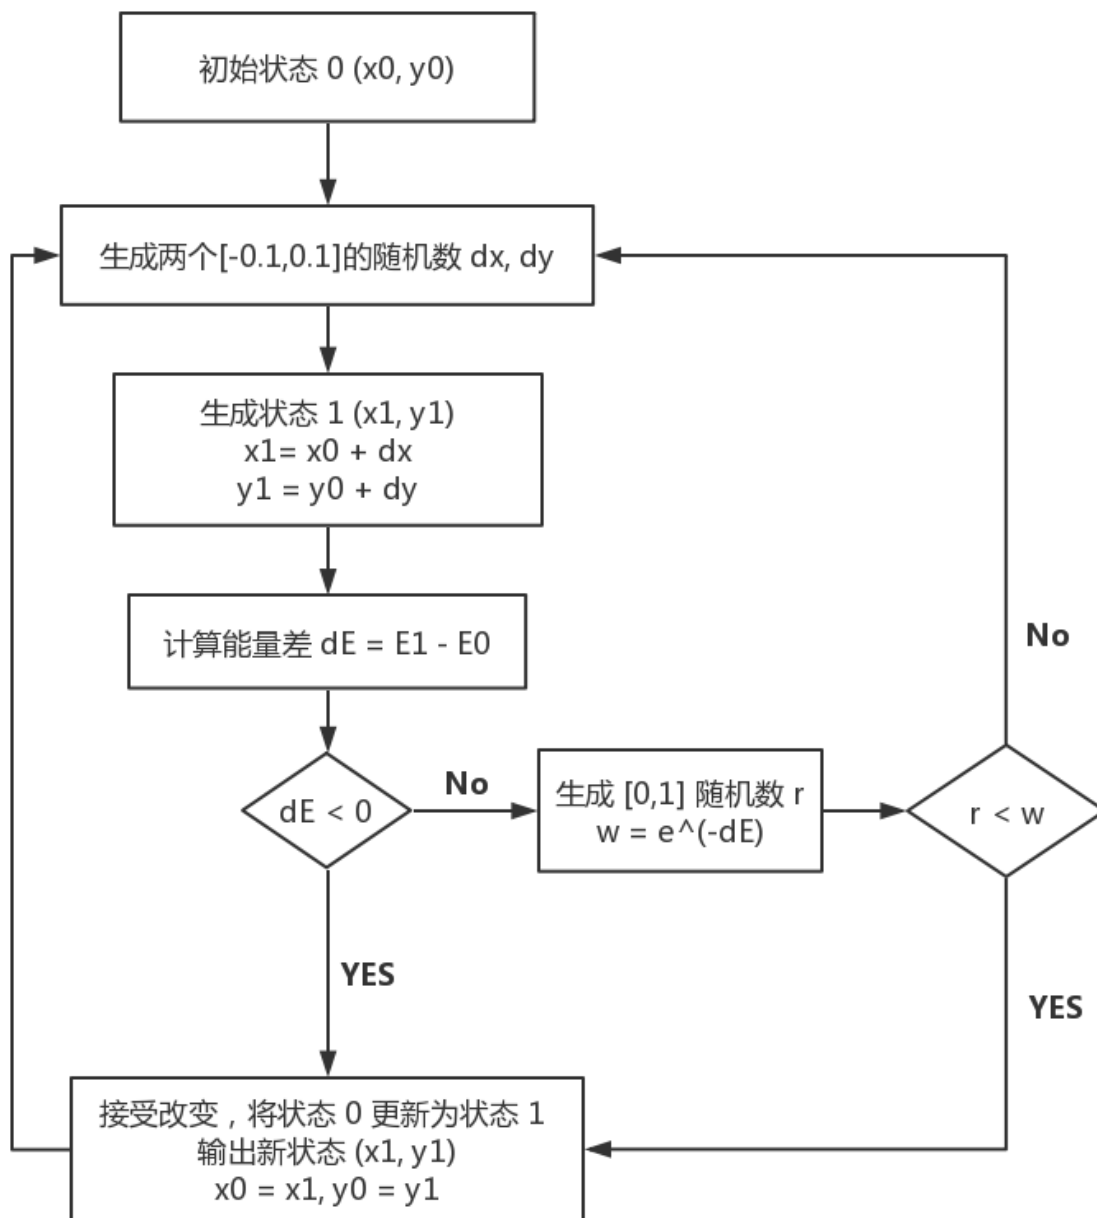 初始状态 0 (x0, y0)
生成两个[-0.1,0.1]的随机数 dx, dy
生成状态 1 (x1, y1)
x1= x0 + dx
y1 = y0 + dy
计算能量差 dE = E1 - E0
dE < 0
No
生成 [0,1] 随机数 r
w = e^(-dE)
r < w
No
YES
YES
接受改变，将状态 0 更新为状态 1
输出新状态 (x1, y1)
x0 = x1, y0 = y1